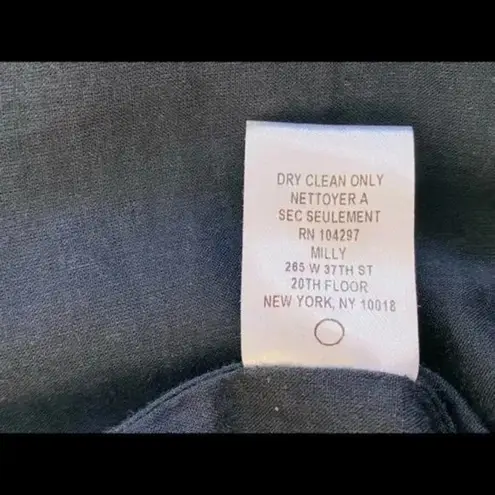 DRY CLEAN ONLY
NETTOYER A
SEC SEULEMENT
RN 104297
MILLY
265 W 37TH ST
20TH FLOOR
NEW YORK, NY 10018